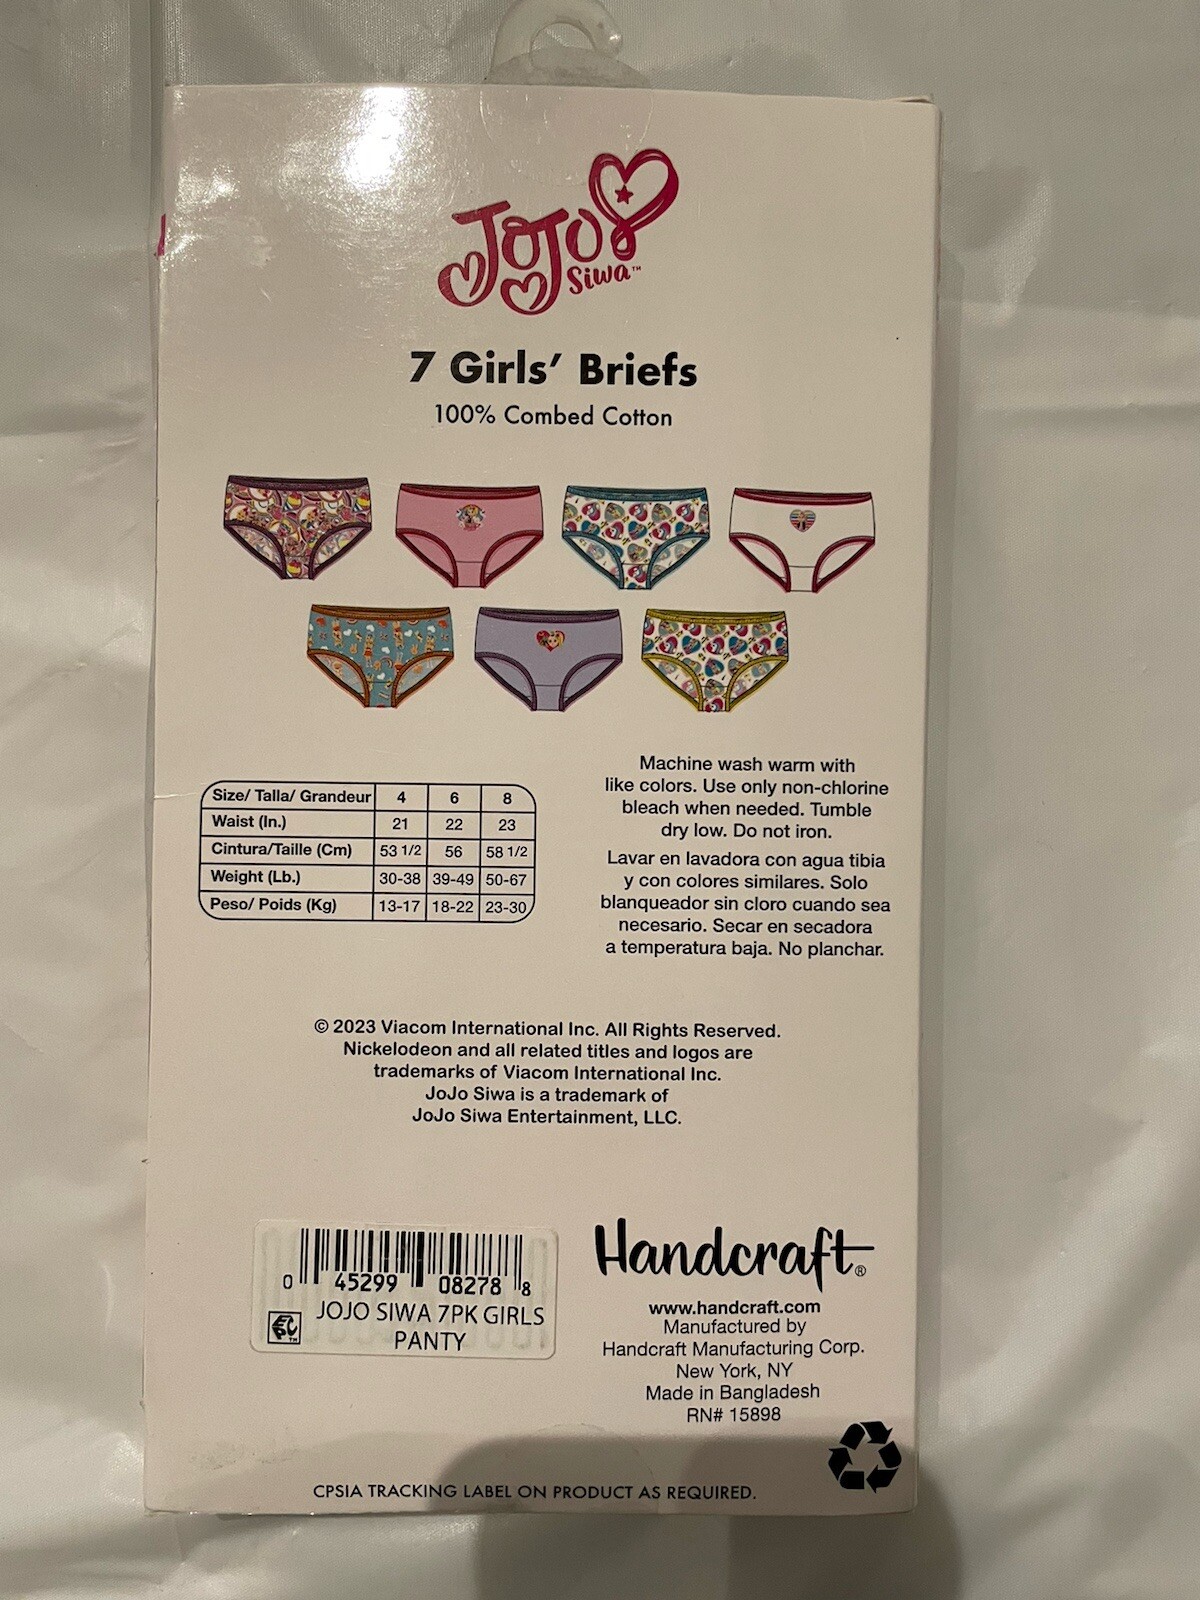 JoJo
Siwa™
7 Girls' Briefs
100% Combed Cotton
Size/ Talla/ Grandeur 4 6 8
Waist (In.) 21 22 23
Cintura/Taille (Cm) 53 1/2 56 58 1/2
Weight (Lb.) 30-38 39-49 50-67
Peso/ Poids (Kg) 13-17 18-22 23-30
Machine wash warm with
like colors. Use only non-chlorine
bleach when needed. Tumble
dry low. Do not iron.
Lavar en lavadora con agua tibia
y con colores similares. Solo
blanqueador sin cloro cuando sea
necesario. Secar en secadora
a temperatura baja. No planchar.
© 2023 Viacom International Inc. All Rights Reserved.
Nickelodeon and all related titles and logos are
trademarks of Viacom International Inc.
JoJo Siwa is a trademark of
JoJo Siwa Entertainment, LLC.
0 45299 08278 8
EPC™
JOJO SIWA 7PK GIRLS
PANTY
Handcraft®
www.handcraft.com
Manufactured by
Handcraft Manufacturing Corp.
New York, NY
Made in Bangladesh
RN# 15898
CPSIA TRACKING LABEL ON PRODUCT AS REQUIRED.